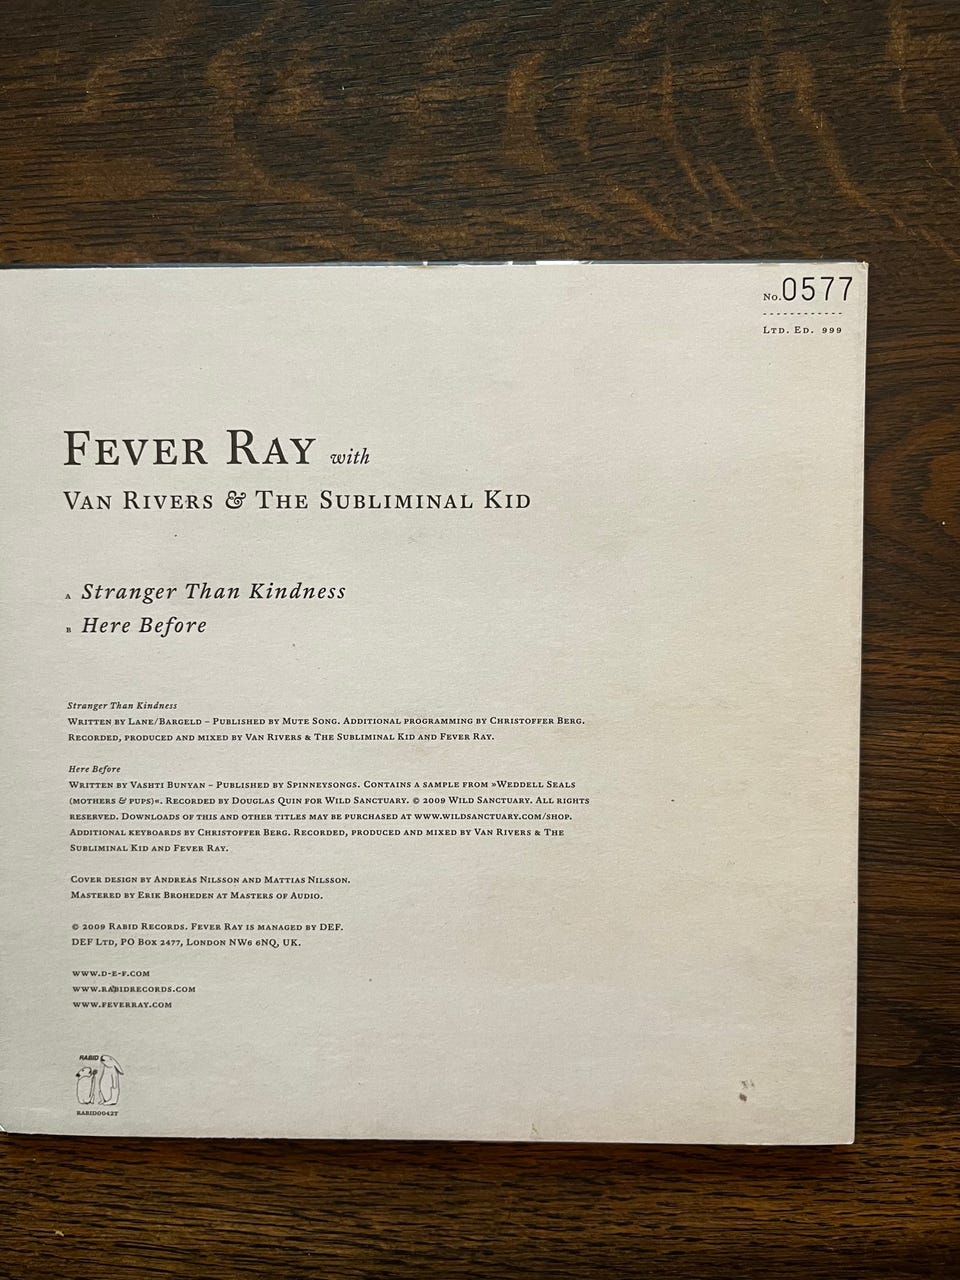 No. 0577
Ltd. Ed. 999
Fever Ray with
Van Rivers & The Subliminal Kid
A Stranger Than Kindness
B Here Before
Stranger Than Kindness
Written by Lane/Bargeld – Published by Mute Song. Additional programming by Christoffer Berg.
Recorded, produced and mixed by Van Rivers & The Subliminal Kid and Fever Ray.
Here Before
Written by Vashti Bunyan – Published by Spinneysongs. Contains a sample from »Weddell Seals
(mothers & pups)«. Recorded by Douglas Quin for Wild Sanctuary. © 2009 Wild Sanctuary. All rights
reserved. Downloads of this and other titles may be purchased at www.wildsanctuary.com/shop.
Additional keyboards by Christoffer Berg. Recorded, produced and mixed by Van Rivers & The
Subliminal Kid and Fever Ray.
Cover design by Andreas Nilsson and Mattias Nilsson.
Mastered by Erik Broheden at Masters of Audio.
© 2009 Rabid Records. Fever Ray is managed by DEF.
DEF Ltd, PO Box 2477, London NW6 6NQ, UK.
www.d-e-f.com
www.rabidrecords.com
www.feverray.com
RABID
RABID0042T